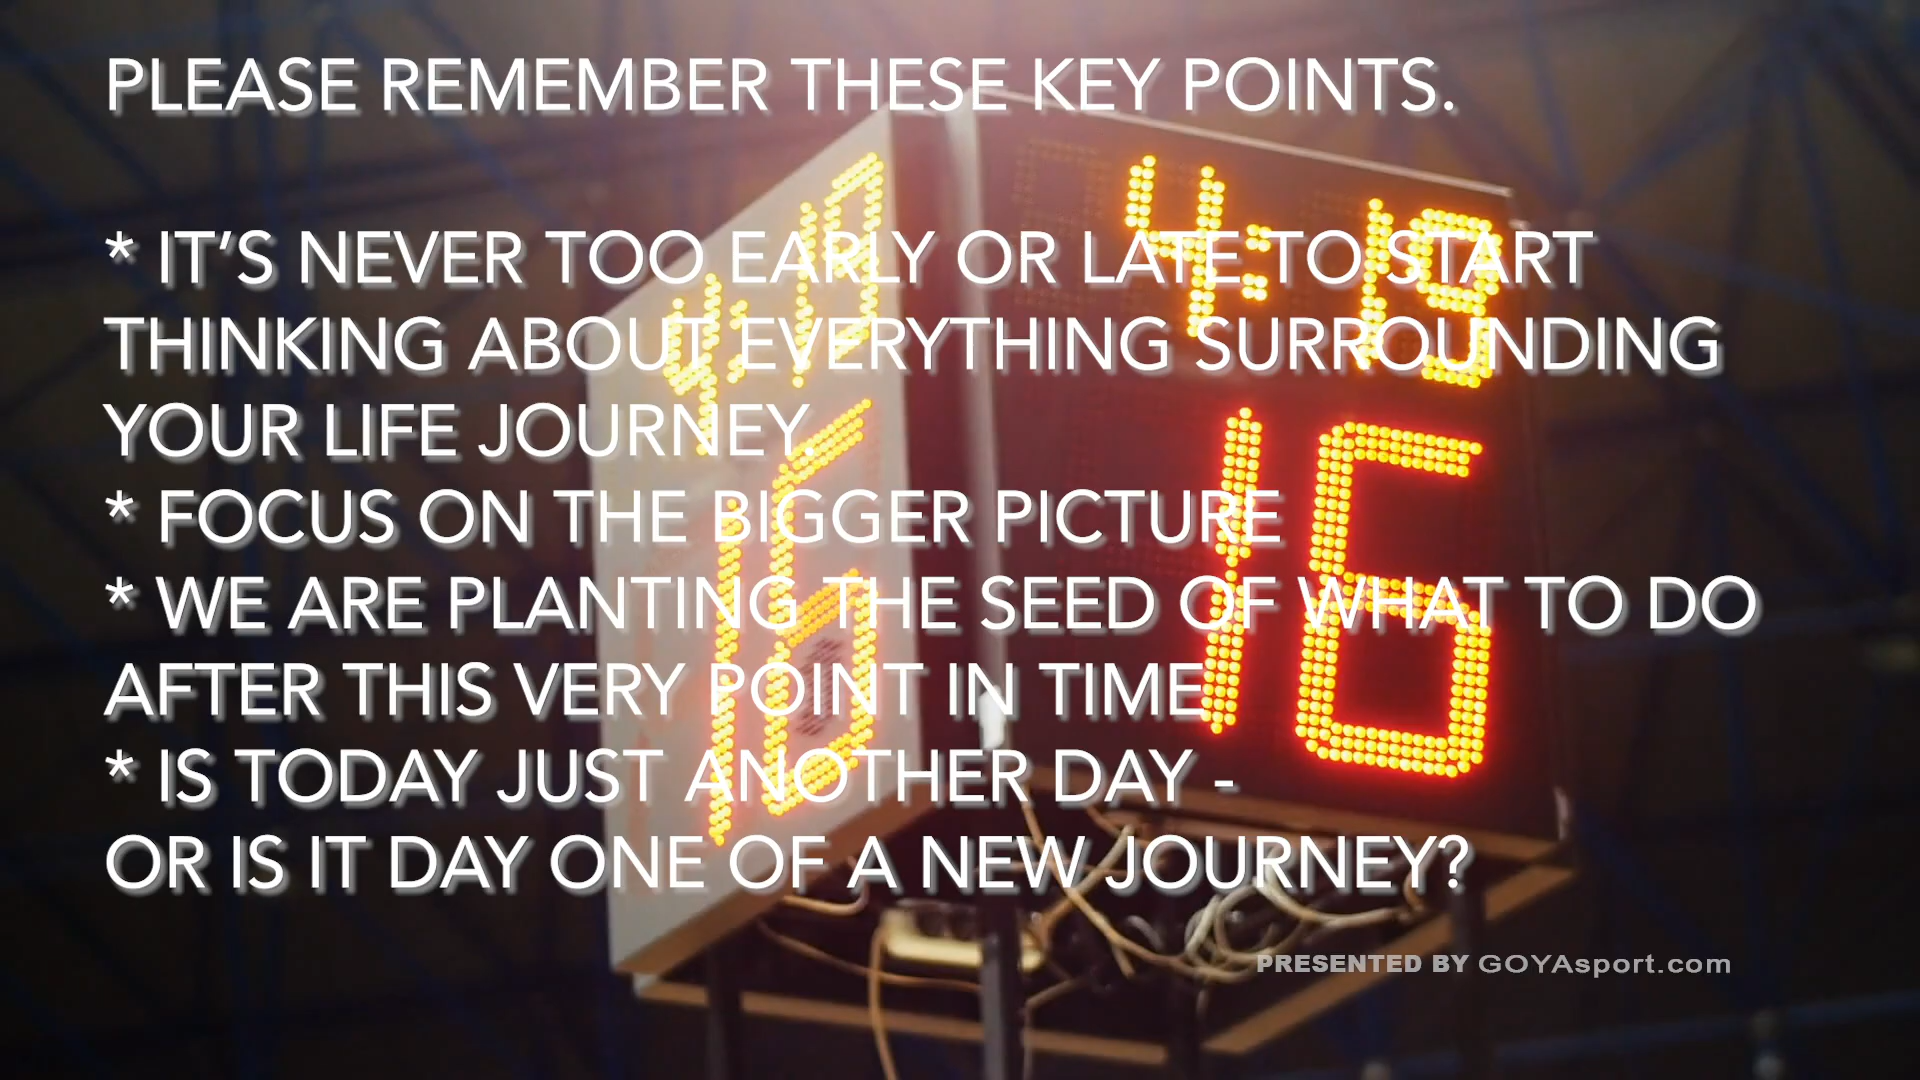 PLEASE REMEMBER THESE KEY POINTS.
* IT'S NEVER TOO EARLY OR LATE TO START
THINKING ABOUT EVERYTHING SURROUNDING
YOUR LIFE JOURNEY.
* FOCUS ON THE BIGGER PICTURE
* WE ARE PLANTING THE SEED OF WHAT TO DO
AFTER THIS VERY POINT IN TIME
* IS TODAY JUST ANOTHER DAY -
OR IS IT DAY ONE OF A NEW JOURNEY?
4:19
16
4:19
16
PRESENTED BY GOYAsport.com